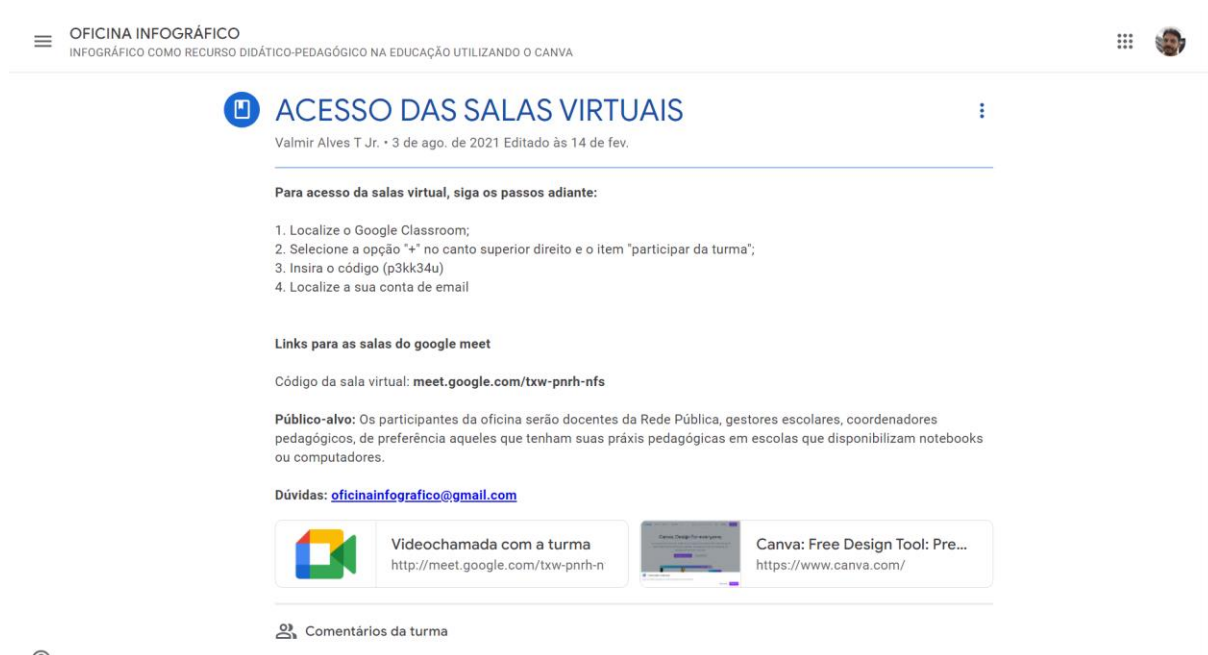 OFICINA INFOGRÁFICO
INFOGRÁFICO COMO RECURSO DIDÁTICO-PEDAGÓGICO NA EDUCAÇÃO UTILIZANDO O CANVA
ACESSO DAS SALAS VIRTUAIS
Valmir Alves T Jr. • 3 de ago. de 2021 Editado às 14 de fev.
Para acesso da salas virtual, siga os passos adiante:
1. Localize o Google Classroom;
2. Selecione a opção "+" no canto superior direito e o item "participar da turma";
3. Insira o código (p3kk34u)
4. Localize a sua conta de email
Links para as salas do google meet
Código da sala virtual: meet.google.com/txw-pnrh-nfs
Público-alvo: Os participantes da oficina serão docentes da Rede Pública, gestores escolares, coordenadores
pedagógicos, de preferência aqueles que tenham suas práxis pedagógicas em escolas que disponibilizam notebooks
ou computadores.
Dúvidas: oficinainfografico@gmail.com
Videochamada com a turma
http://meet.google.com/txw-pnrh-n
Canva: Free Design Tool: Pre...
https://www.canva.com/
Comentários da turma